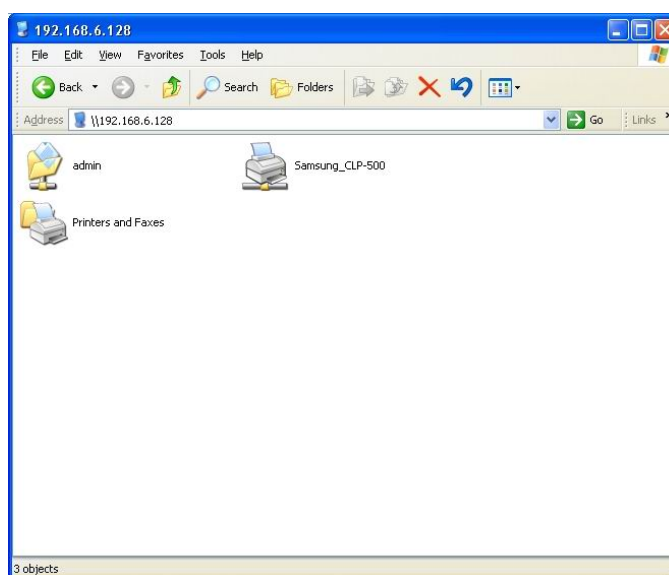 192.168.6.128
File Edit View Favorites Tools Help
Back Search Folders
Address \\192.168.6.128 Go Links
admin Samsung_CLP-500
Printers and Faxes
3 objects